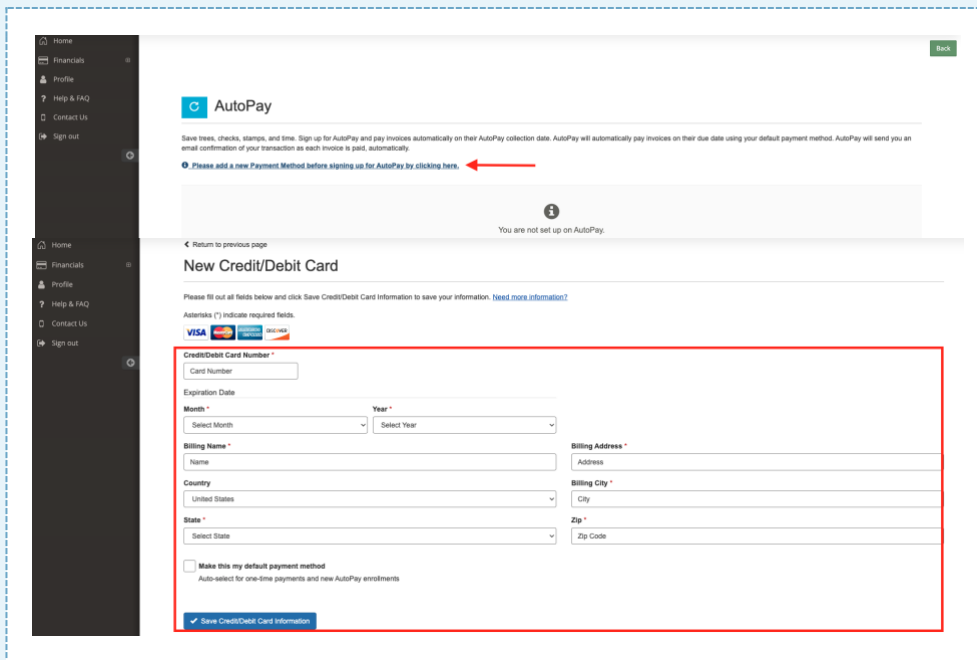 Home
Financials
Profile
Help & FAQ
Contact Us
Sign out
Back
AutoPay
Save trees, checks, stamps, and time. Sign up for AutoPay and pay invoices automatically on their AutoPay collection date. AutoPay will automatically pay invoices on their due date using your default payment method. AutoPay will send you an
email confirmation of your transaction as each invoice is paid, automatically.
Please add a new Payment Method before signing up for AutoPay by clicking here.
You are not set up on AutoPay.
Home
Financials
Profile
Help & FAQ
Contact Us
Sign out
Return to previous page
New Credit/Debit Card
Please fill out all fields below and click Save Credit/Debit Card Information to save your information. Need more information?
Asterisks (*) indicate required fields.
VISA MasterCard AMERICAN EXPRESS DISCOVER
Credit/Debit Card Number *
Card Number
Expiration Date
Month * Year *
Select Month Select Year
Billing Name * Billing Address *
Name Address
Country Billing City *
United States City
State * Zip *
Select State Zip Code
Make this my default payment method
Auto-select for one-time payments and new AutoPay enrollments
Save Credit/Debit Card Information